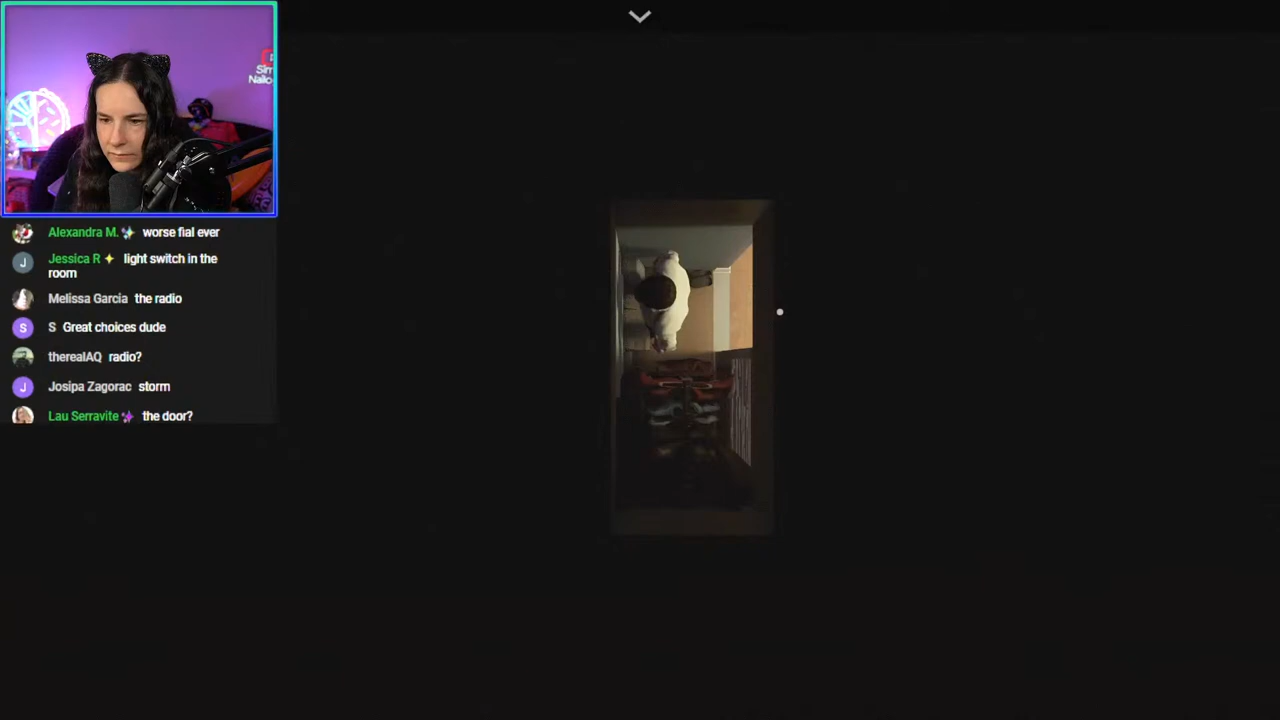 Alexandra M. worse fial ever
Jessica R light switch in the
room
Melissa Garcia the radio
S Great choices dude
therealAQ radio?
Josipa Zagorac storm
Lau Serravite the door?